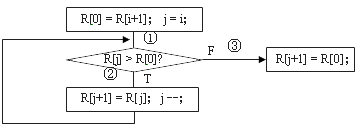 R[0] = R[i+1]; j = i;
①
R[j] > R[0]?
F ③
② T
R[j+1] = R[0];
R[j+1] = R[j]; j --;